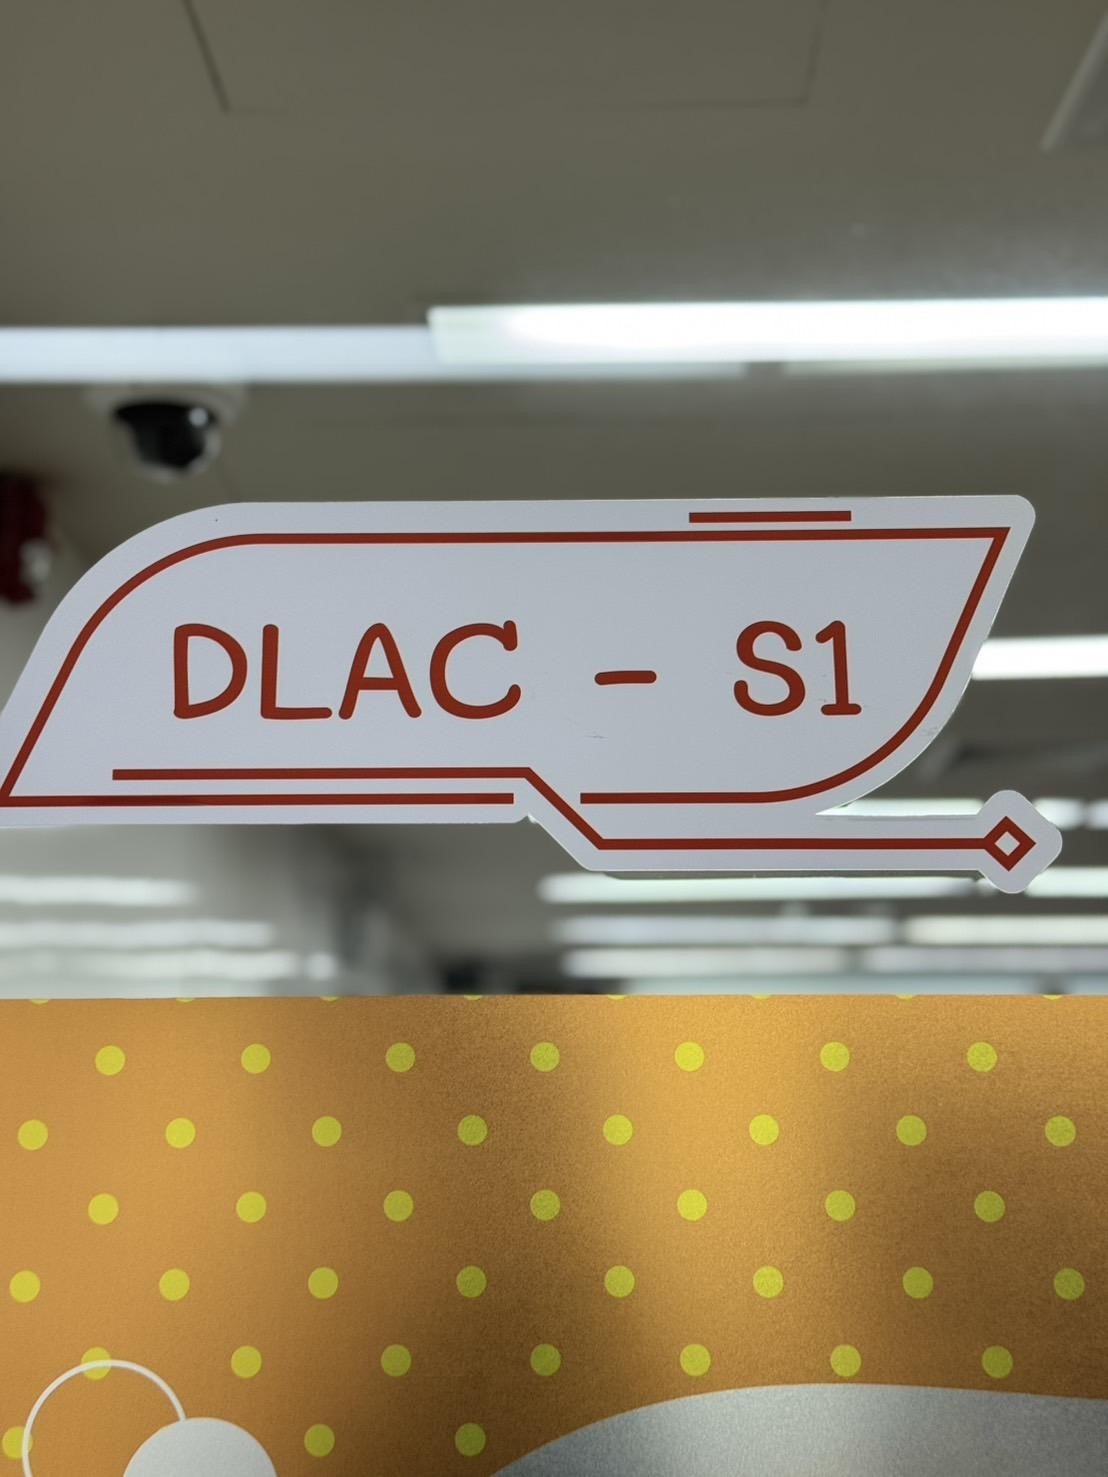 DLAC - S1